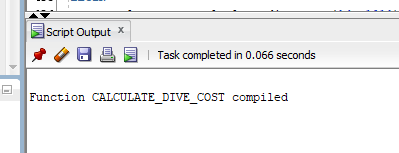 Script Output x
Task completed in 0.066 seconds
Function CALCULATE_DIVE_COST compiled